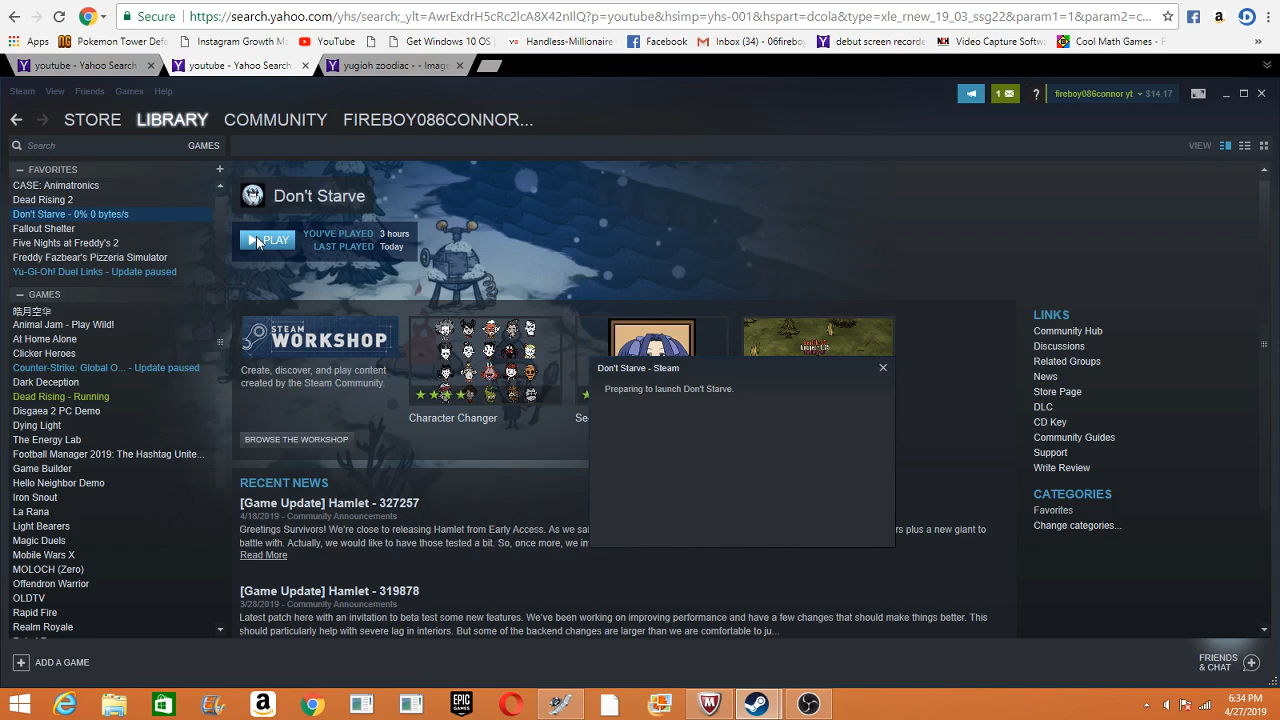 Secure
https://search.yahoo.com/yhs/search;_ylt=AwrExdrH5cRc2lcA8X42nIlQ?p=youtube&hsimp=yhs-001&hspart=dcola&type=xle_rnew_19_03_ssg22&param1=1&param2=c...
Apps Pokemon Tower Defe Instagram Growth M YouTube Get Windows 10 OS Handless-Millionaire Facebook Inbox (34) - 06fireboy debut screen recorde Video Capture Softwa Cool Math Games - F
youtube - Yahoo Search youtube - Yahoo Search yugioh zoodiac - - Image
Steam View Friends Games Help
1 ? fireboy086connor yt $14.17
STORE LIBRARY COMMUNITY FIREBOY086CONNOR...
Search GAMES VIEW
FAVORITES
CASE: Animatronics
Dead Rising 2
Don't Starve - 0% 0 bytes/s
Fallout Shelter
Five Nights at Freddy's 2
Freddy Fazbear's Pizzeria Simulator
Yu-Gi-Oh! Duel Links - Update paused
GAMES
皓月空华
Animal Jam - Play Wild!
At Home Alone
Clicker Heroes
Counter-Strike: Global O... - Update paused
Dark Deception
Dead Rising - Running
Disgaea 2 PC Demo
Dying Light
The Energy Lab
Football Manager 2019: The Hashtag Unite...
Game Builder
Hello Neighbor Demo
Iron Snout
La Rana
Light Bearers
Magic Duels
Mobile Wars X
MOLOCH (Zero)
Offendron Warrior
OLDTV
Rapid Fire
Realm Royale
Don't Starve
PLAY
YOU'VE PLAYED 3 hours
LAST PLAYED Today
STEAM WORKSHOP
Create, discover, and play content
created by the Steam Community.
BROWSE THE WORKSHOP
Character Changer
Se
Don't Starve - Steam
Preparing to launch Don't Starve.
RECENT NEWS
[Game Update] Hamlet - 327257
4/18/2019 - Community Announcements
Greetings Survivors! We're close to releasing Hamlet from Early Access. As we sai
rs plus a new giant to
battle with. Actually, we would like to have those tested a bit. So, once more, we in
Read More
[Game Update] Hamlet - 319878
3/28/2019 - Community Announcements
Latest patch here with an invitation to beta test some new features. We've been working on improving performance and have a few changes that should make things better. This
should particularly help with severe lag in interiors. But some of the backend changes are larger than we are comfortable to ju...
LINKS
Community Hub
Discussions
Related Groups
News
Store Page
DLC
CD Key
Community Guides
Support
Write Review
CATEGORIES
Favorites
Change categories...
ADD A GAME
FRIENDS
& CHAT
EPIC
GAMES
6:34 PM
4/27/2019